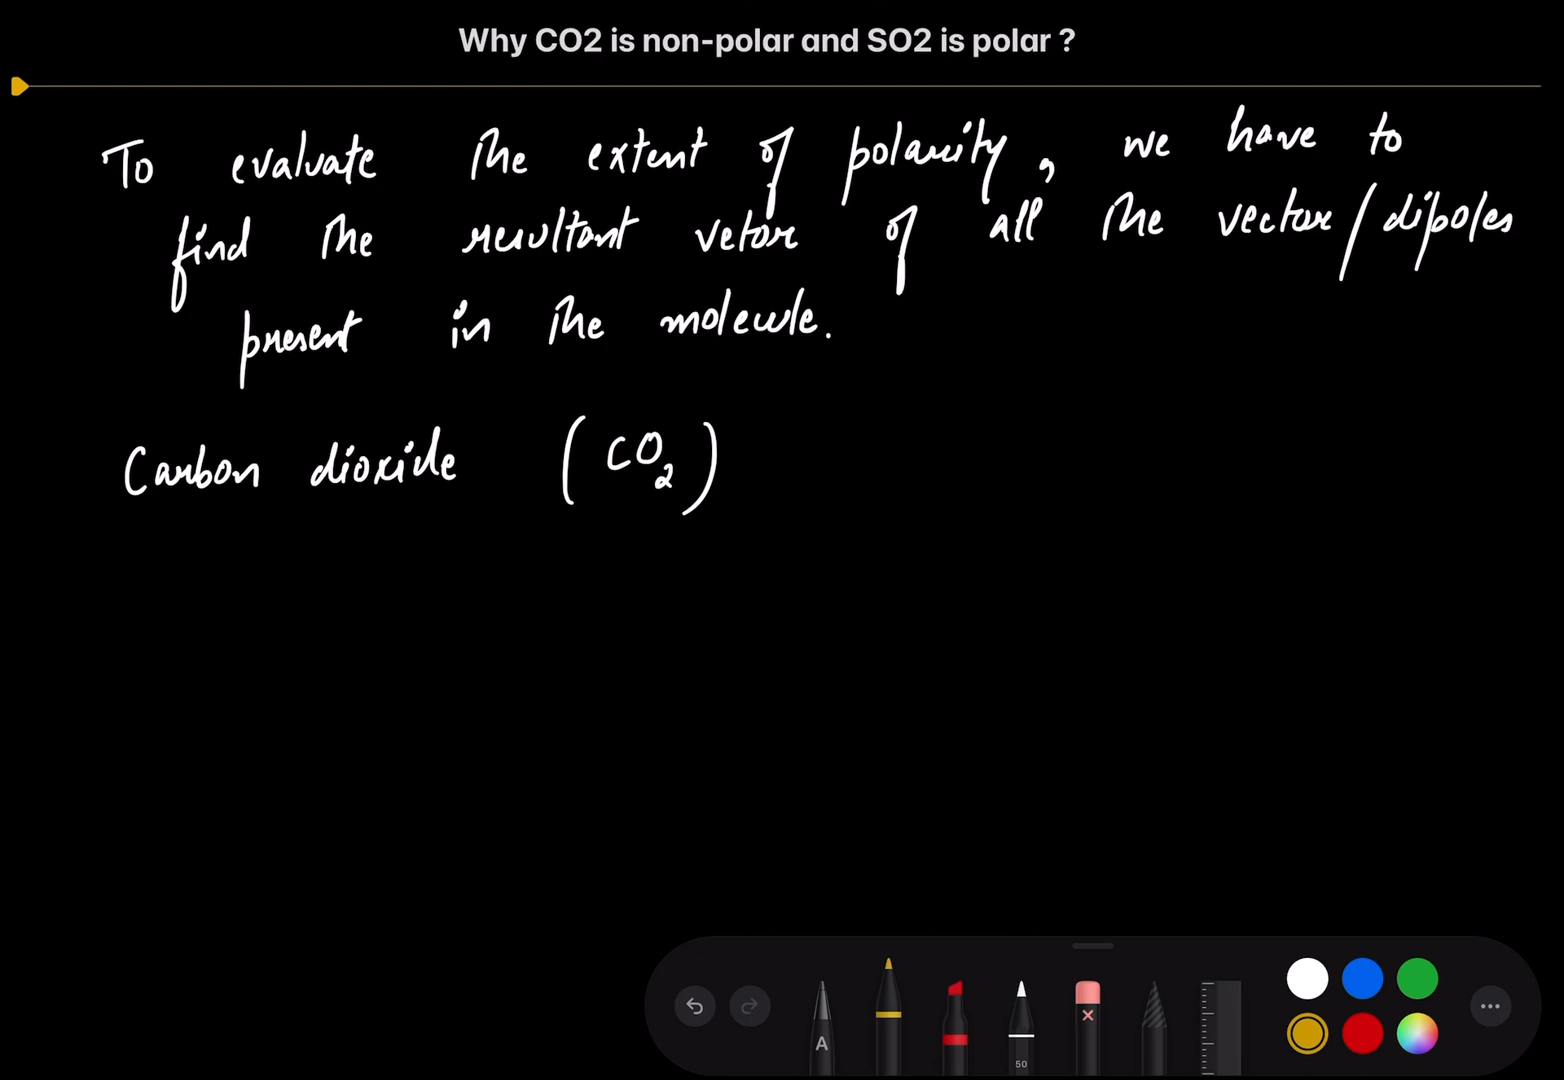 Why CO2 is non-polar and SO2 is polar ?
To evaluate the extent of polarity, we have to
find the resultant vetor of all the vector/dipoles
present in the molecule.
Carbon dioxide (CO₂)
A
50